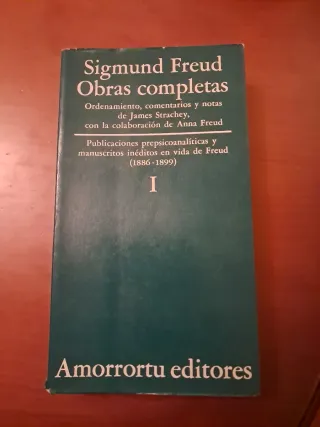 Sigmund Freud
Obras completas
Ordenamiento, comentarios y notas
de James Strachey,
con la colaboración de Anna Freud
Publicaciones prepsicoanalíticas y
manuscritos inéditos en vida de Freud
(1886-1899)
I
Amorrortu editores